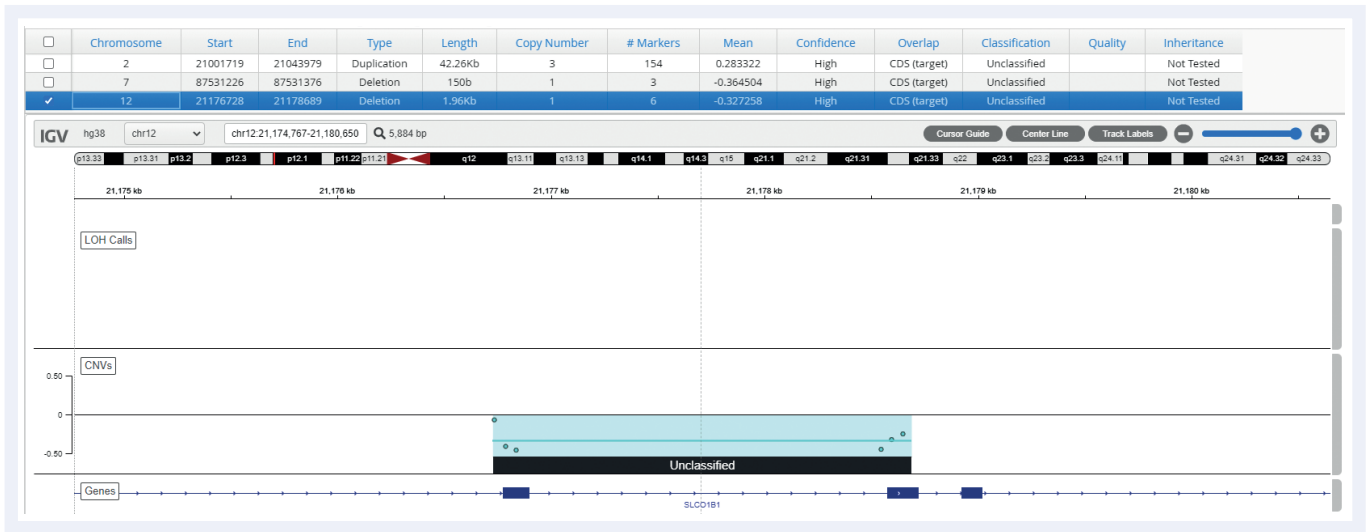 Chromosome Start End Type Length Copy Number # Markers Mean Confidence Overlap Classification Quality Inheritance
2 21001719 21043979 Duplication 42.26Kb 3 154 0.283322 High CDS (target) Unclassified Not Tested
7 87531226 87531376 Deletion 150b 1 3 -0.364504 High CDS (target) Unclassified Not Tested
12 21176728 21178689 Deletion 1.96Kb 1 6 -0.327258 High CDS (target) Unclassified Not Tested
IGV hg38 chr12 chr12:21,174,767-21,180,650 5,884 bp Cursor Guide Center Line Track Labels
p13.33 p13.31 p13.2 p12.3 p12.1 p11.22 p11.21 q12 q13.11 q13.13 q14.1 q14.3 q15 q21.1 q21.2 q21.31 q21.33 q22 q23.1 q23.2 q23.3 q24.11 q24.31 q24.32 q24.33
21,175 kb 21,176 kb 21,177 kb 21,178 kb 21,179 kb 21,180 kb
LOH Calls
CNVs
0.50
0
-0.50
Unclassified
Genes
SLCO1B1